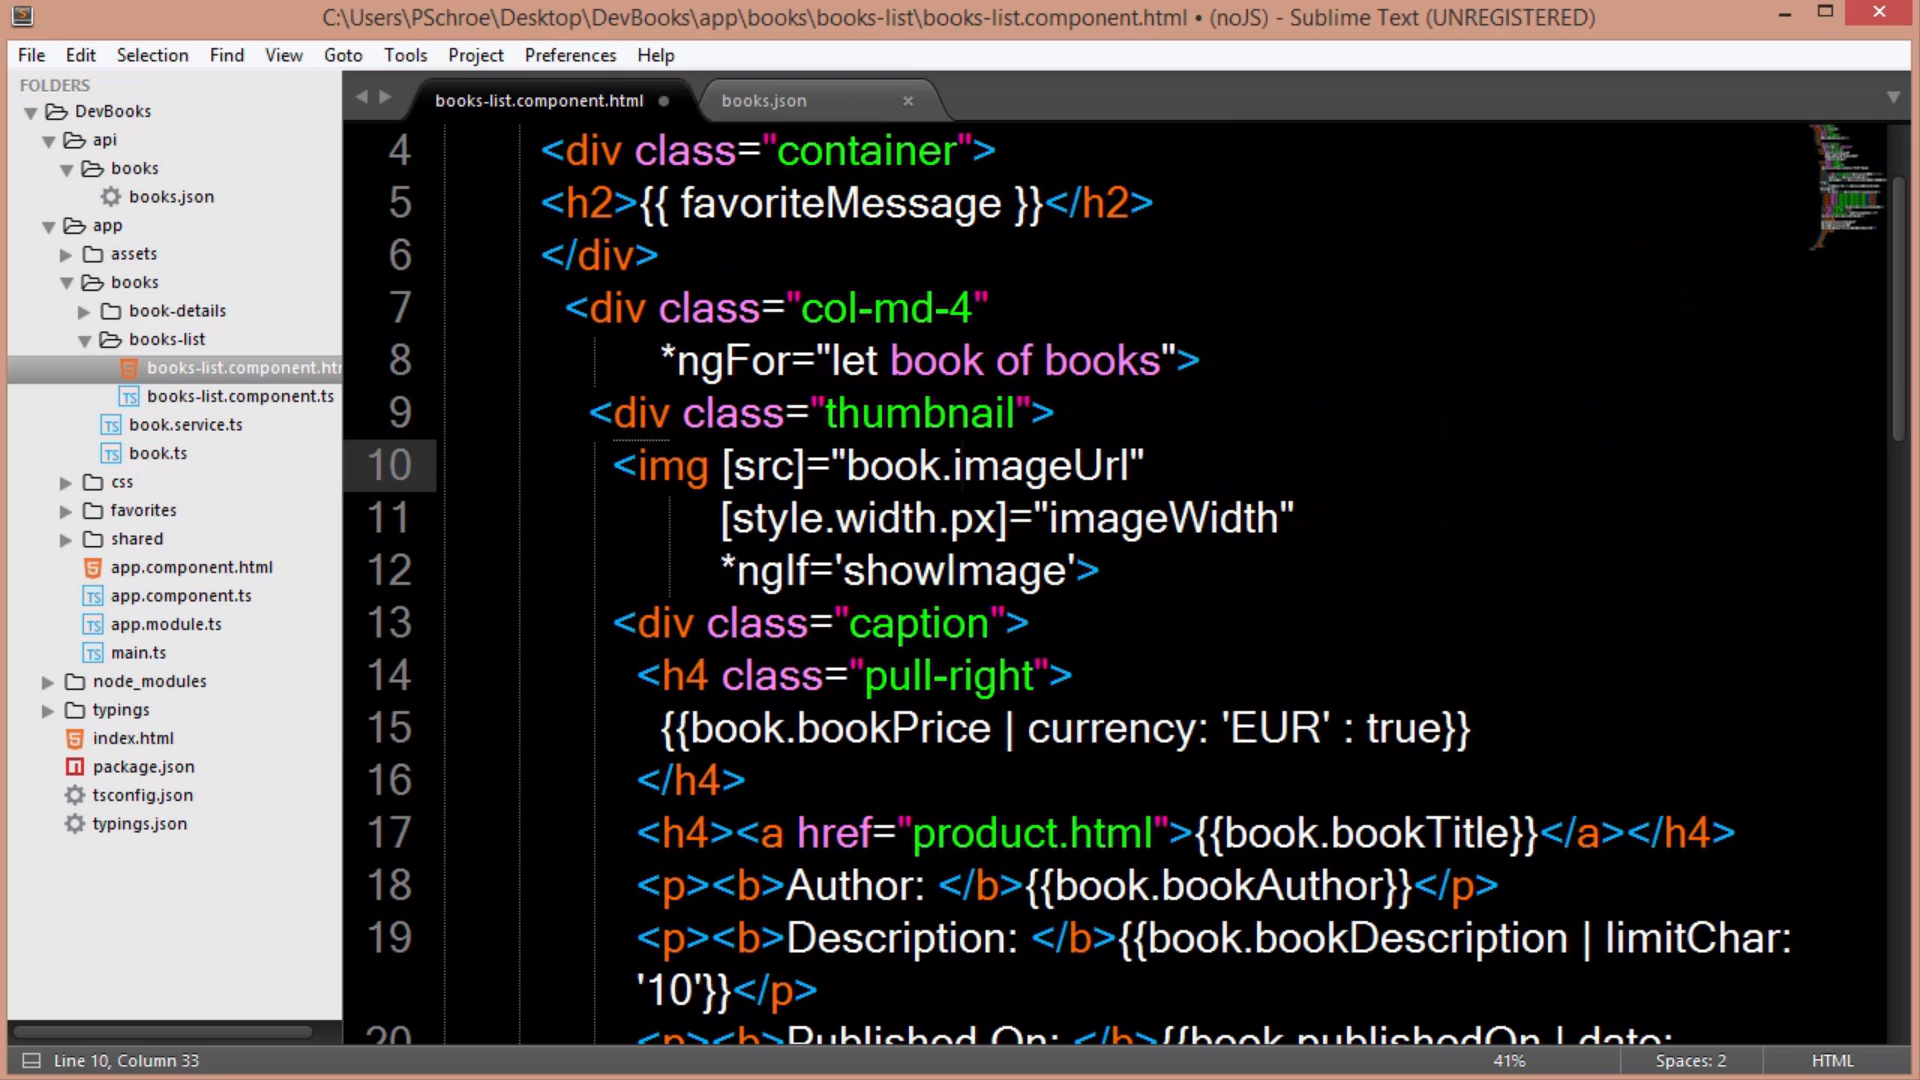 C:\Users\PSchroe\Desktop\DevBooks\app\books\books-list\books-list.component.html • (noJS) - Sublime Text (UNREGISTERED)
File Edit Selection Find View Goto Tools Project Preferences Help
FOLDERS
DevBooks
api
books
books.json
app
assets
books
book-details
books-list
books-list.component.htm
books-list.component.ts
book.service.ts
book.ts
css
favorites
shared
app.component.html
app.component.ts
app.module.ts
main.ts
node_modules
typings
index.html
package.json
tsconfig.json
typings.json
books-list.component.html books.json
4 <div class="container">
5 <h2>{{ favoriteMessage }}</h2>
6 </div>
7 <div class="col-md-4"
8 *ngFor="let book of books">
9 <div class="thumbnail">
10 <img [src]="book.imageUrl"
11 [style.width.px]="imageWidth"
12 *ngIf='showImage'>
13 <div class="caption">
14 <h4 class="pull-right">
15 {{book.bookPrice | currency: 'EUR' : true}}
16 </h4>
17 <h4><a href="product.html">{{book.bookTitle}}</a></h4>
18 <p><b>Author: </b>{{book.bookAuthor}}</p>
19 <p><b>Description: </b>{{book.bookDescription | limitChar:
'10'}}</p>
20 <p><b>Published On: </b>{{book.publishedOn | date:
Line 10, Column 33 41% Spaces: 2 HTML